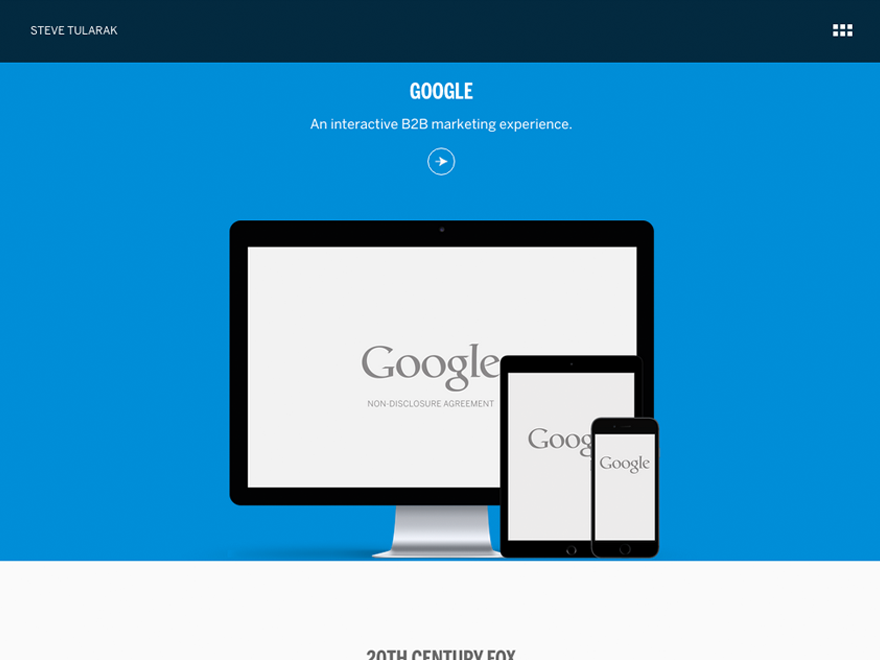 STEVE TULARAK
GOOGLE
An interactive B2B marketing experience.
Google
NON-DISCLOSURE AGREEMENT
Goog
Google
20TH CENTURY FOX